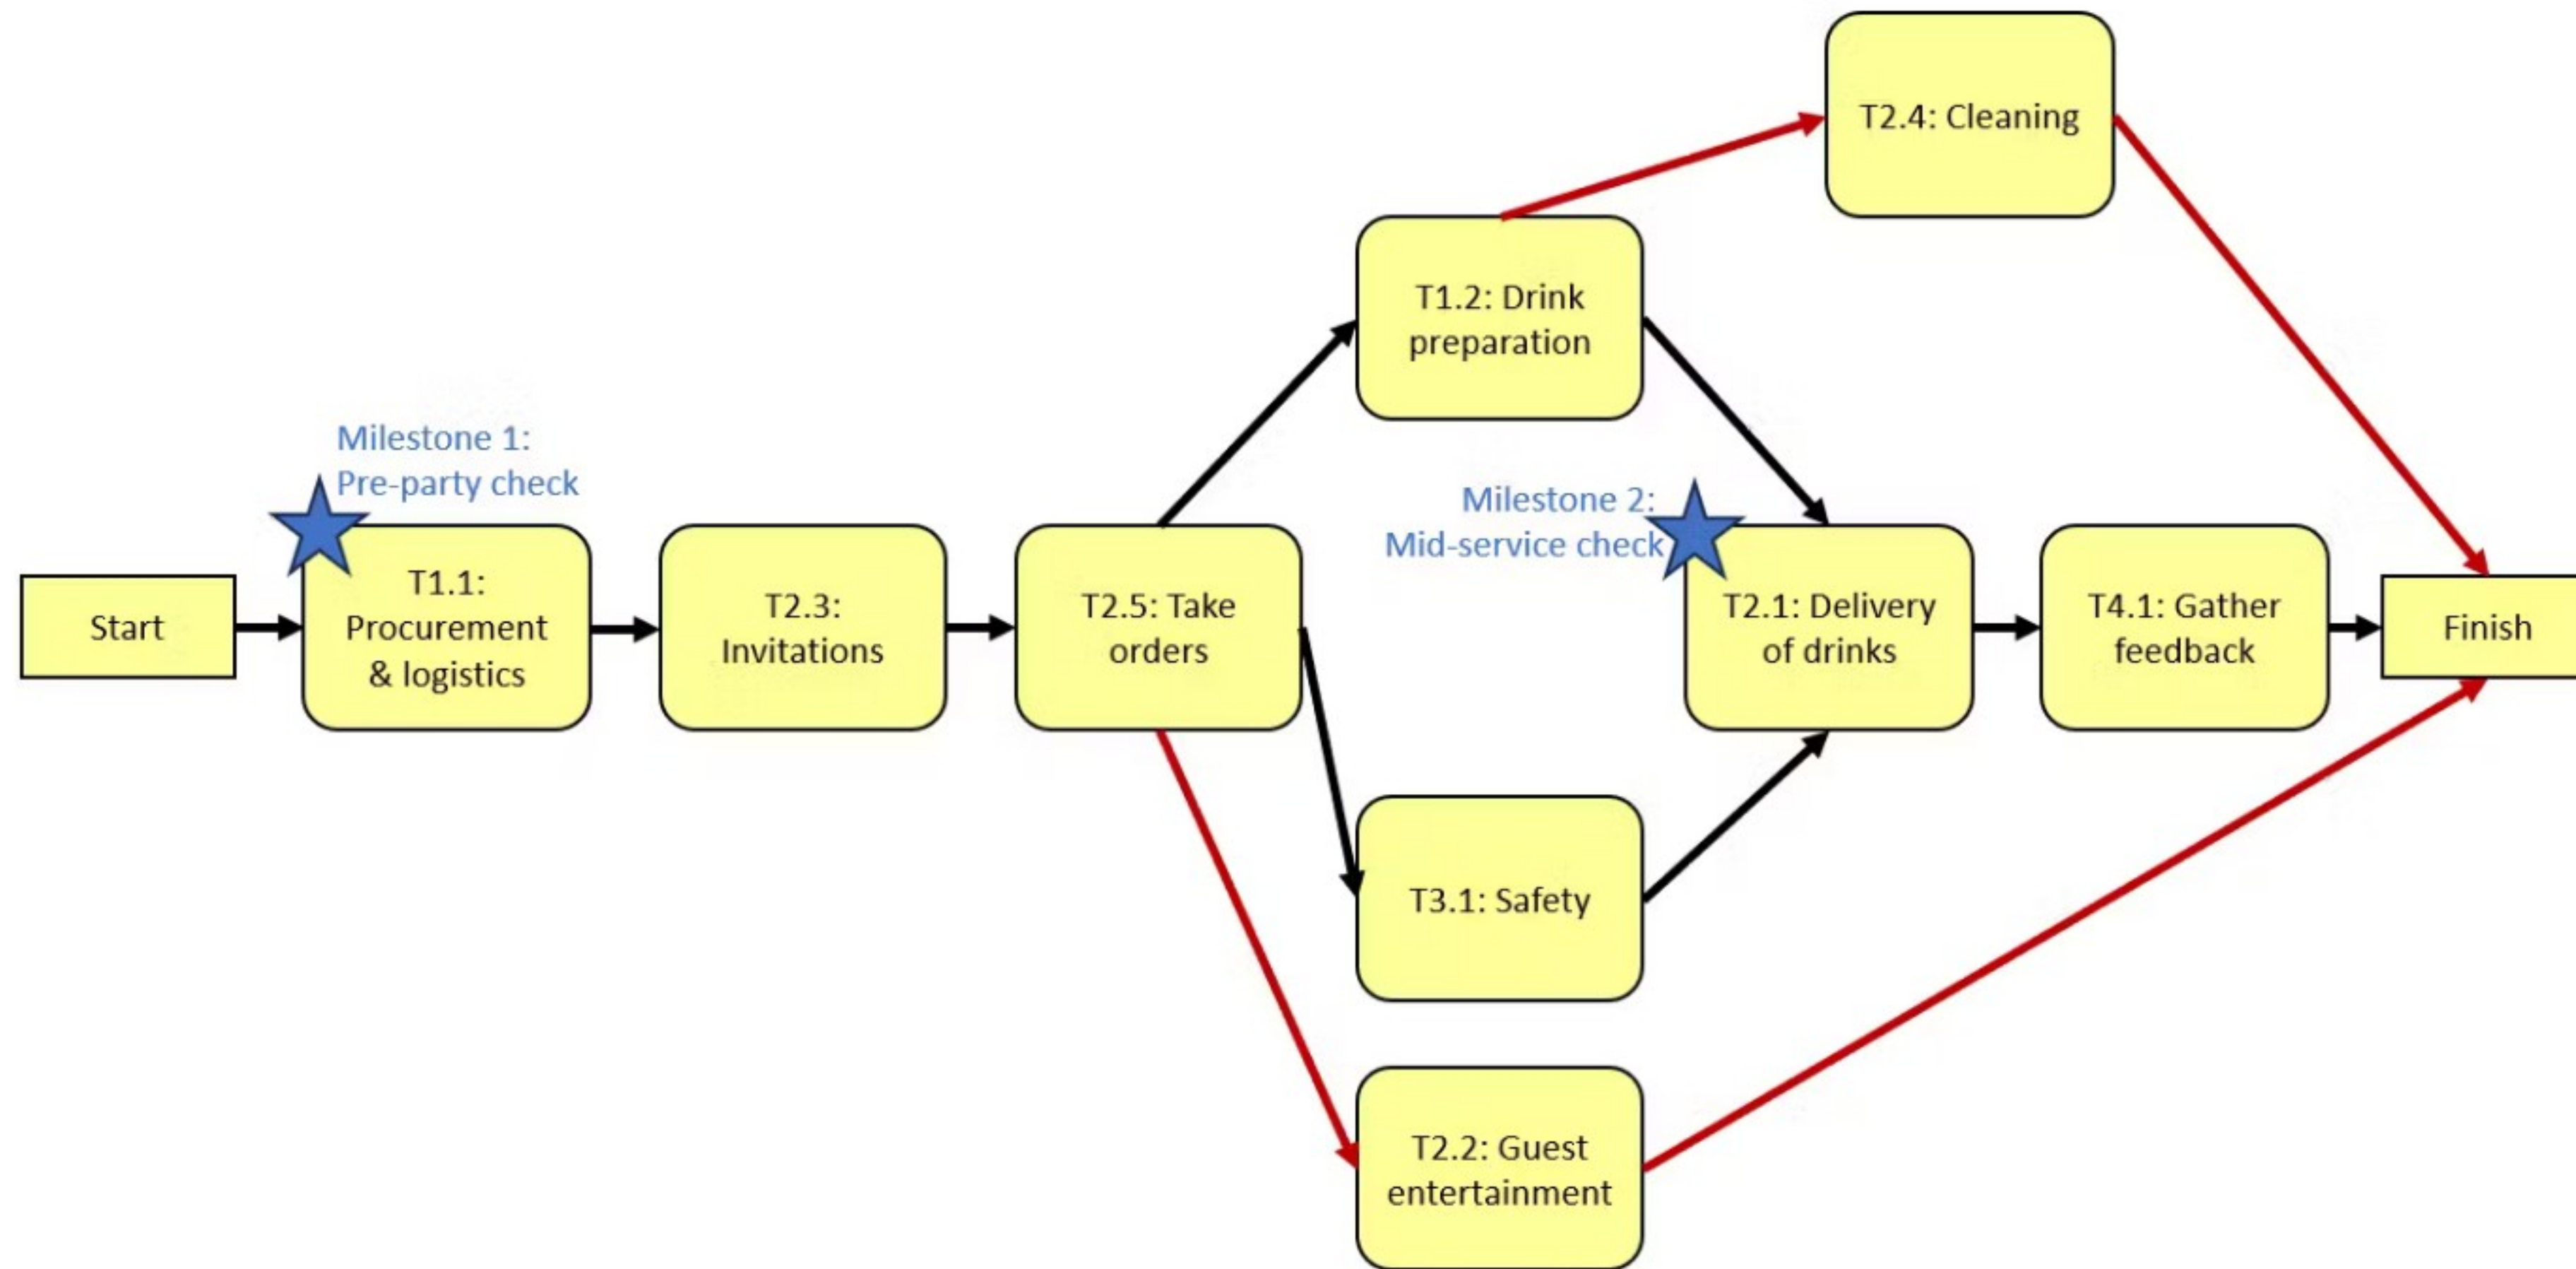 T2.4: Cleaning
T1.2: Drink
preparation
Milestone 1:
Pre-party check
Milestone 2:
Mid-service check
Start
T1.1:
Procurement
& logistics
T2.3:
Invitations
T2.5: Take
orders
T2.1: Delivery
of drinks
T4.1: Gather
feedback
Finish
T3.1: Safety
T2.2: Guest
entertainment